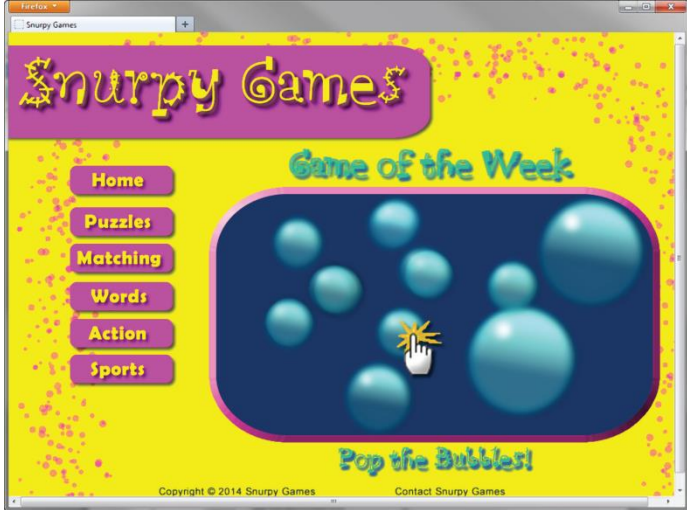 Firefox
Snurpy Games
Snurpy Games
Game of the Week
Home
Puzzles
Matching
Words
Action
Sports
Pop the Bubbles!
Copyright © 2014 Snurpy Games Contact Snurpy Games